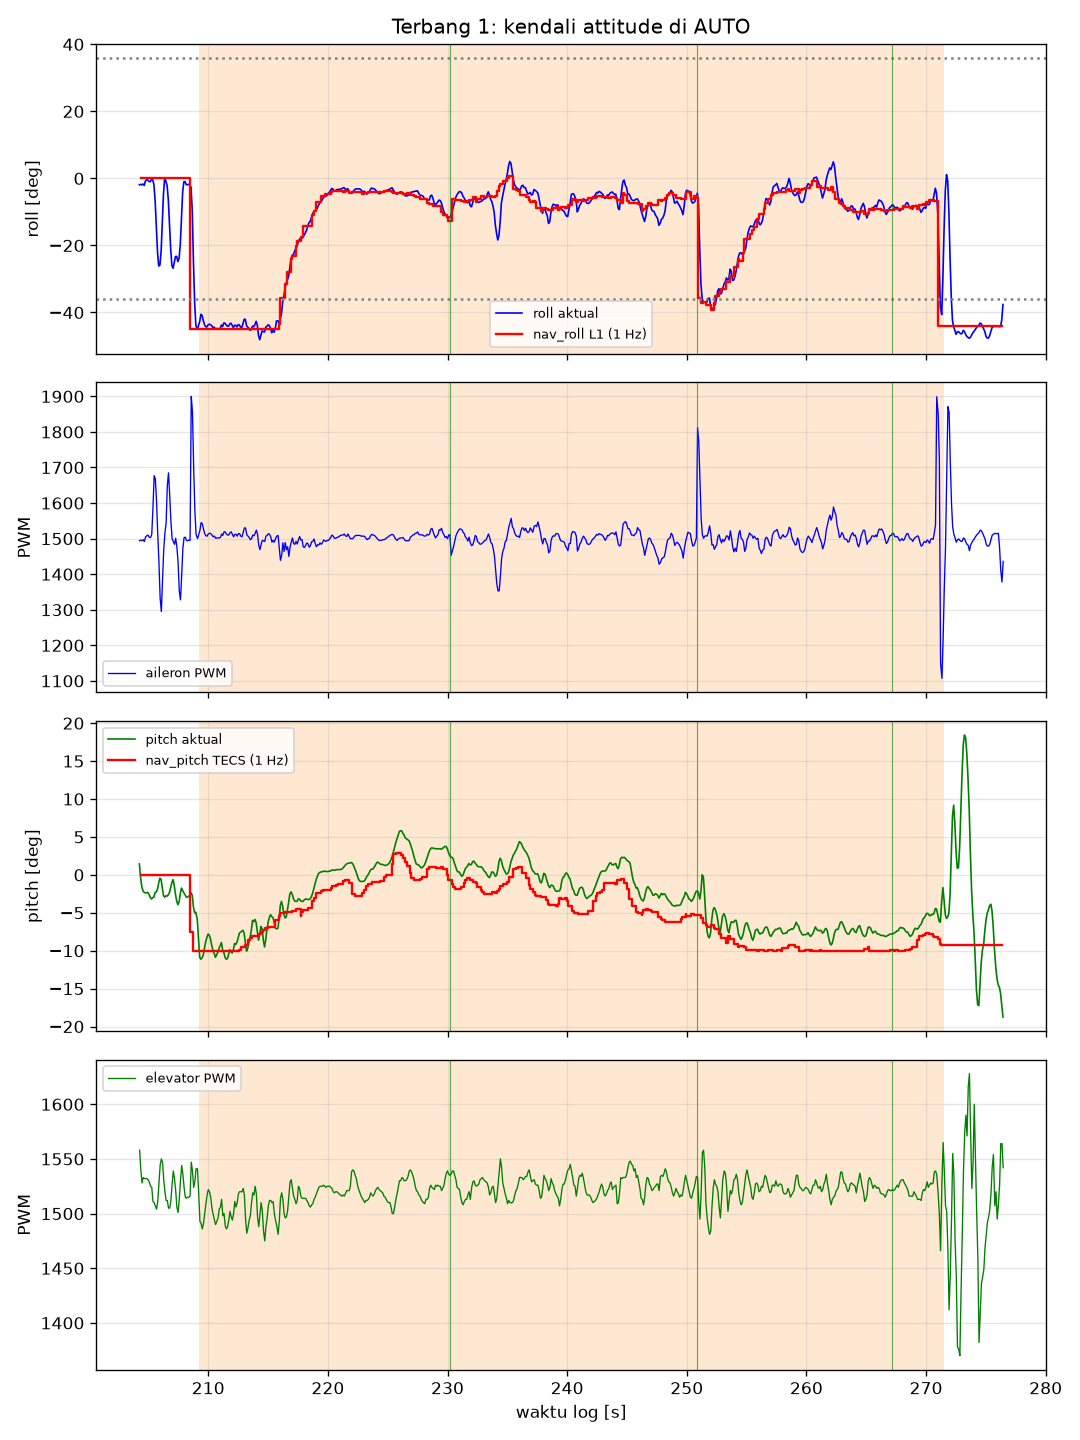 Terbang 1: kendali attitude di AUTO
40
20
0
−20
−40
roll [deg]
roll aktual
nav_roll L1 (1 Hz)
1900
1800
1700
1600
1500
1400
1300
1200
1100
PWM
aileron PWM
20
15
10
5
0
−5
−10
−15
−20
pitch [deg]
pitch aktual
nav_pitch TECS (1 Hz)
1600
1550
1500
1450
1400
PWM
elevator PWM
210 220 230 240 250 260 270 280
waktu log [s]